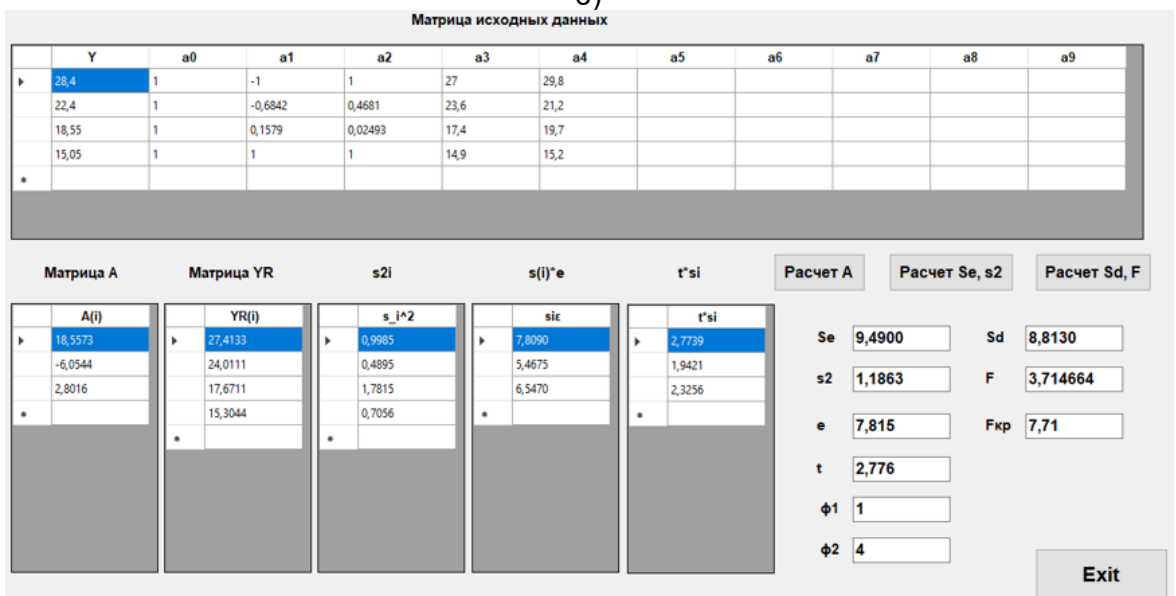 б)
Матрица исходных данных
Y a0 a1 a2 a3 a4 a5 a6 a7 a8 a9
28,4 1 -1 1 27 29,8
22,4 1 -0,6842 0,4681 23,6 21,2
18,55 1 0,1579 0,02493 17,4 19,7
15,05 1 1 1 14,9 15,2
Матрица A Матрица YR s2i s(i)*e t*si Расчет A Расчет Se, s2 Расчет Sd, F
A(i) YR(i) s_i^2 siε t*si
18,5573 27,4133 0,9985 7,8090 2,7739
-6,0544 24,0111 0,4895 5,4675 1,9421
2,8016 17,6711 1,7815 6,5470 2,3256
15,3044 0,7056
Se 9,4900 Sd 8,8130
s2 1,1863 F 3,714664
e 7,815 Fкр 7,71
t 2,776
ф1 1
ф2 4
Exit